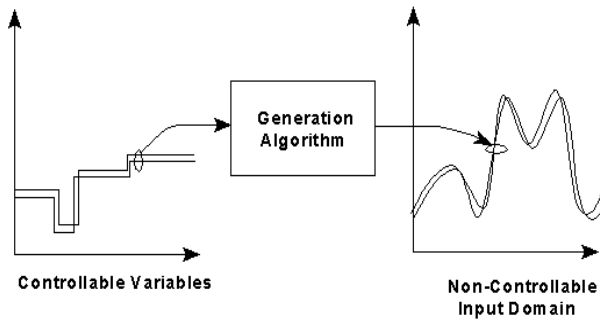 Generation
Algorithm
Controllable Variables
Non-Controllable
Input Domain